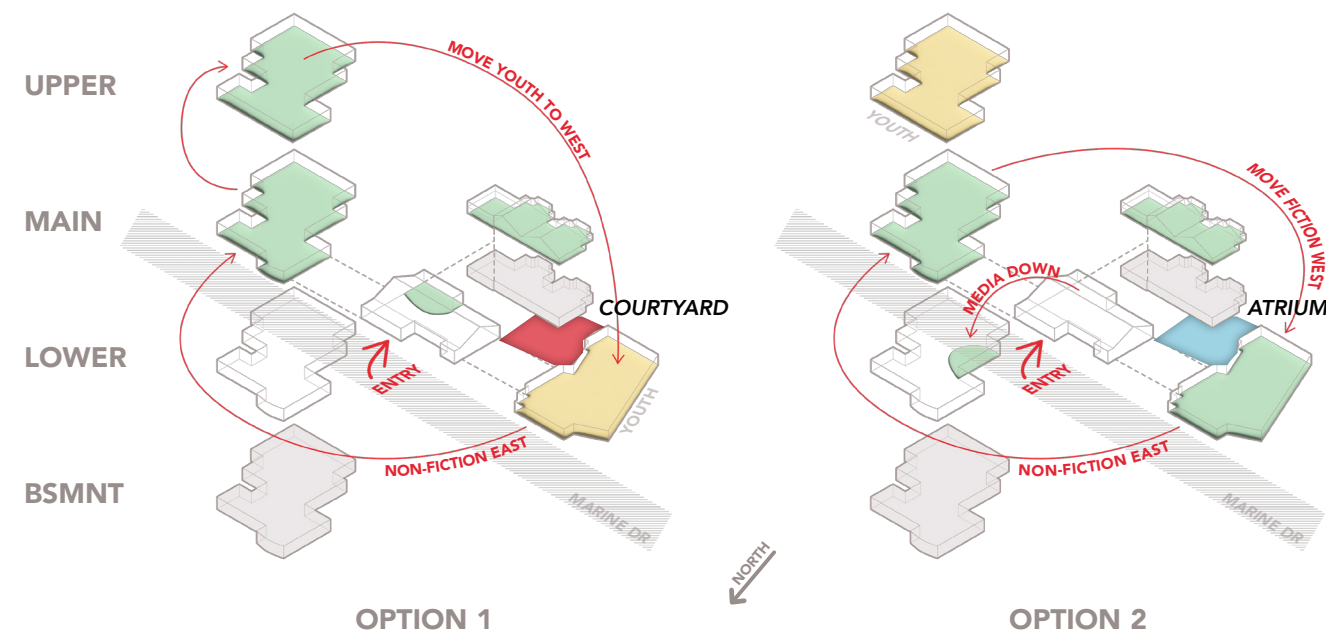 UPPER
MAIN
LOWER
BSMNT
MOVE YOUTH TO WEST
COURTYARD
ENTRY
YOUTH
NON-FICTION EAST
MARINE DR
OPTION 1
NORTH
YOUTH
MOVE FICTION WEST
MEDIA DOWN
ATRIUM
ENTRY
NON-FICTION EAST
MARINE DR
OPTION 2